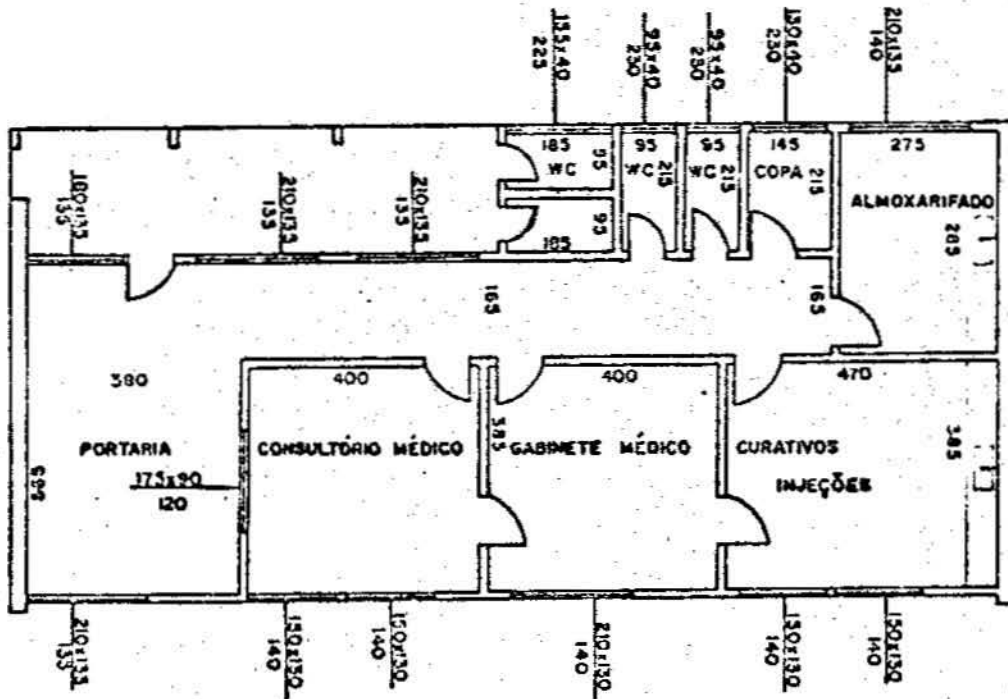 155x40
225
95x40
230
95x40
230
130x40
230
210x135
140
185
WC
95
95
WC
215
95
WC
215
145
COPA
215
275
ALMOXARIFADO
285
180x135
135
210x135
135
210x135
135
95
185
165
165
380
400
400
470
PORTARIA
CONSULTÓRIO MÉDICO
385
GABINETE MÉDICO
CURATIVOS
INJEÇÕES
385
565
175x90
120
210x135
135
150x130
140
150x130
140
210x130
140
150x130
140
150x130
140